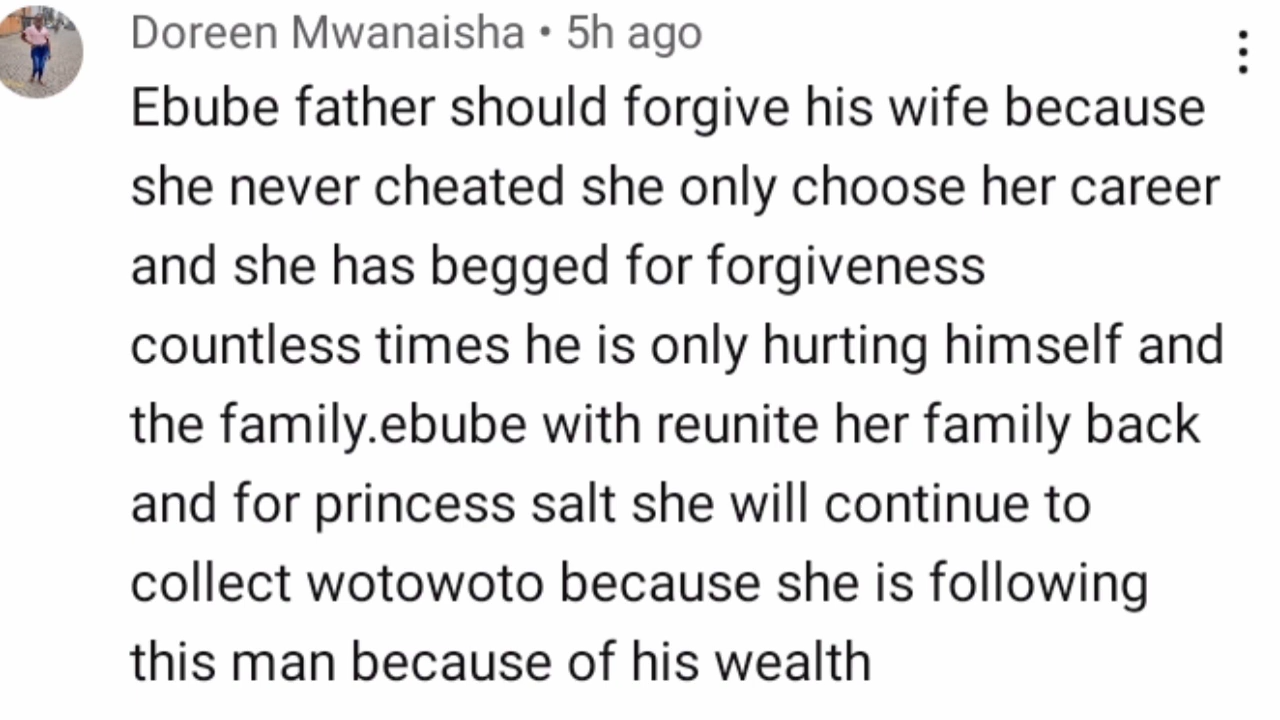 Doreen Mwanaisha • 5h ago
Ebube father should forgive his wife because
she never cheated she only choose her career
and she has begged for forgiveness
countless times he is only hurting himself and
the family.ebube with reunite her family back
and for princess salt she will continue to
collect wotowoto because she is following
this man because of his wealth